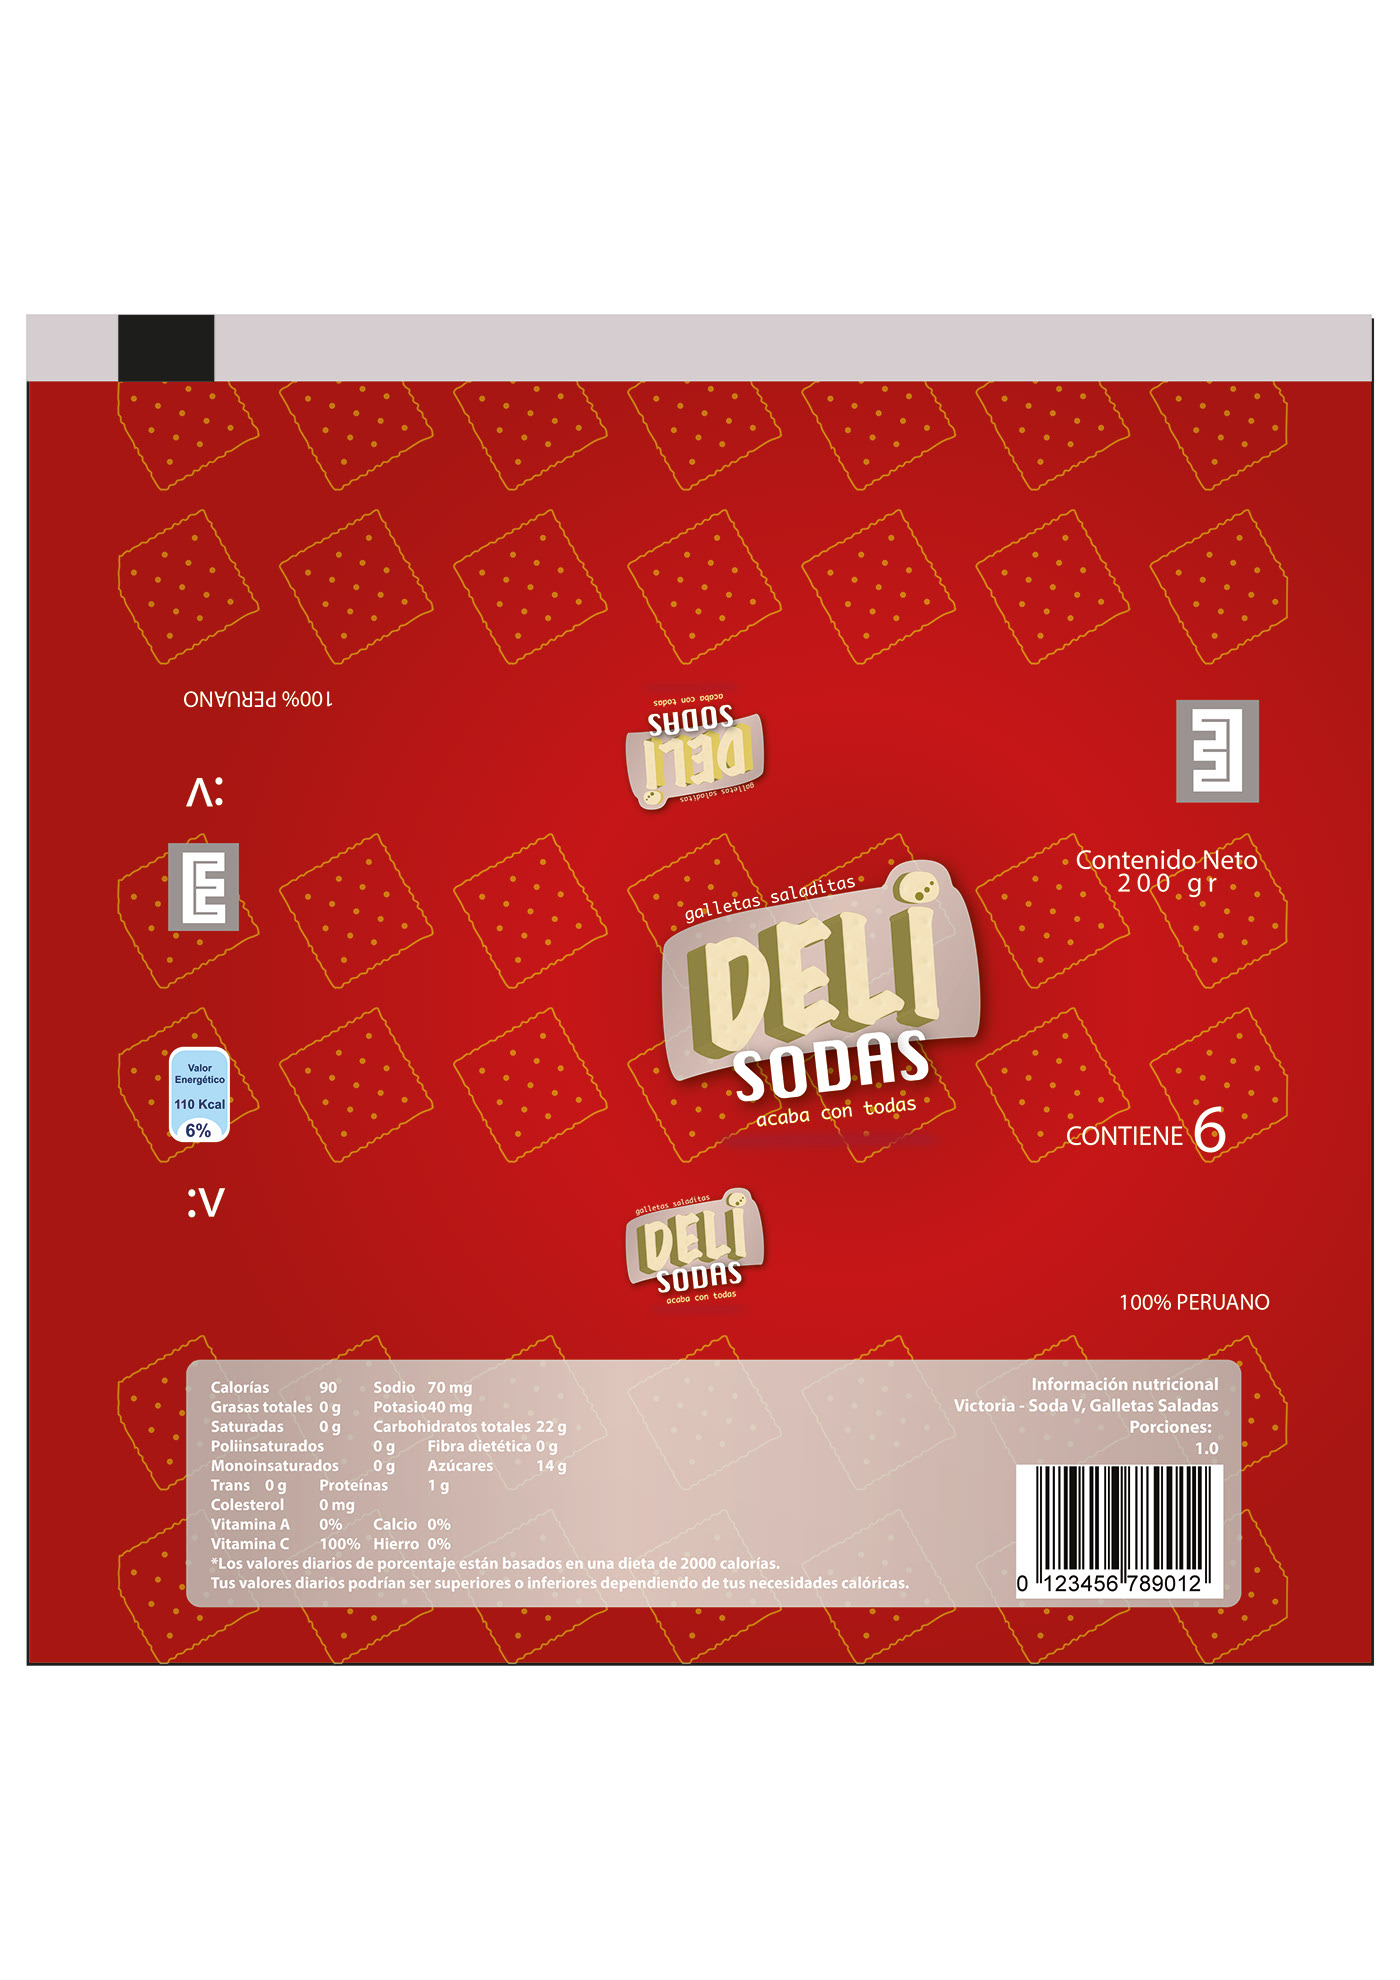 100% PERUANO
acaba con todas
SODAS
DELI
galletas saladitas
:V
E
E
Contenido Neto
200 gr
galletas saladitas
DELI
SODAS
acaba con todas
Valor
Energético
110 Kcal
6%
CONTIENE 6
:V
galletas saladitas
DELI
SODAS
acaba con todas
100% PERUANO
Calorías 90 Sodio 70 mg
Grasas totales 0 g Potasio40 mg
Saturadas 0 g Carbohidratos totales 22 g
Poliinsaturados 0 g Fibra dietética 0 g
Monoinsaturados 0 g Azúcares 14 g
Trans 0 g Proteínas 1 g
Colesterol 0 mg
Vitamina A 0% Calcio 0%
Vitamina C 100% Hierro 0%
*Los valores diarios de porcentaje están basados en una dieta de 2000 calorías.
Tus valores diarios podrían ser superiores o inferiores dependiendo de tus necesidades calóricas.
Información nutricional
Victoria - Soda V, Galletas Saladas
Porciones:
1.0
0 123456 789012